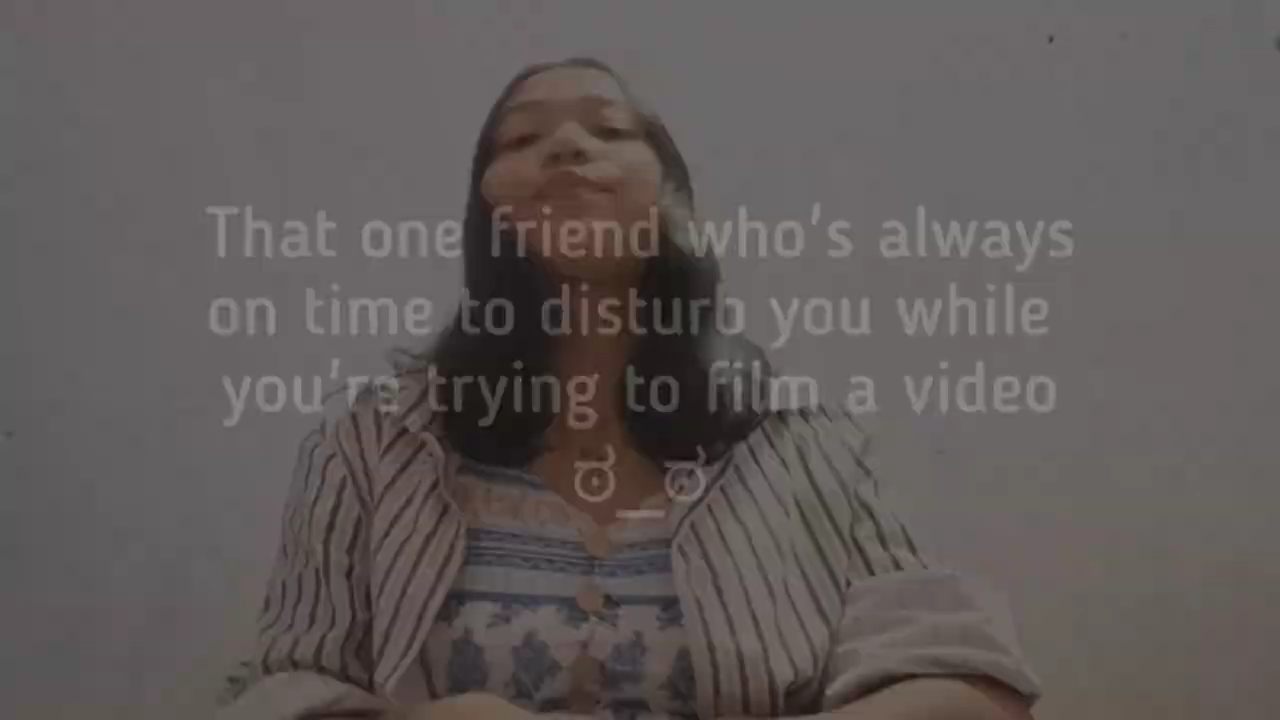 That one friend who's always
on time to disturb you while
you're trying to film a video
ಠ_ಠ